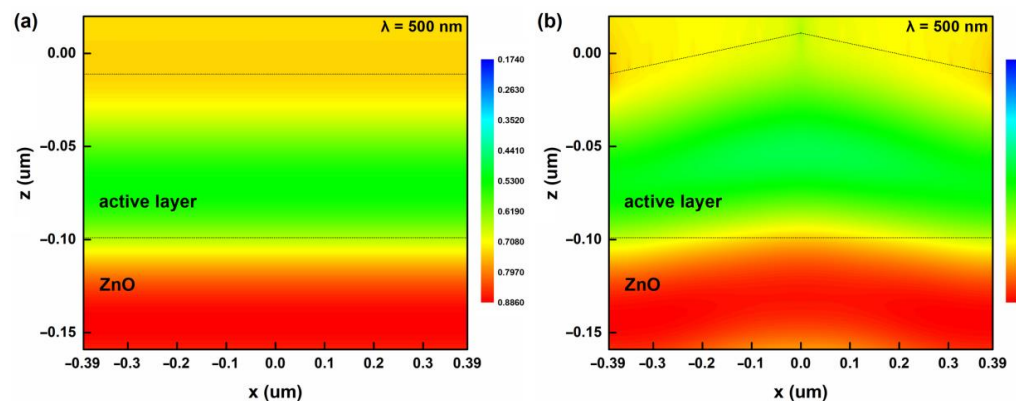 (a)
λ = 500 nm
0.00
−0.05
−0.10
−0.15
z (um)
active layer
ZnO
−0.39 −0.3 −0.2 −0.1 0.0 0.1 0.2 0.3 0.39
x (um)
0.1740
0.2630
0.3520
0.4410
0.5300
0.6190
0.7080
0.7970
0.8860
(b)
λ = 500 nm
0.00
−0.05
−0.10
−0.15
z (um)
active layer
ZnO
−0.39 −0.3 −0.2 −0.1 0.0 0.1 0.2 0.3 0.39
x (um)